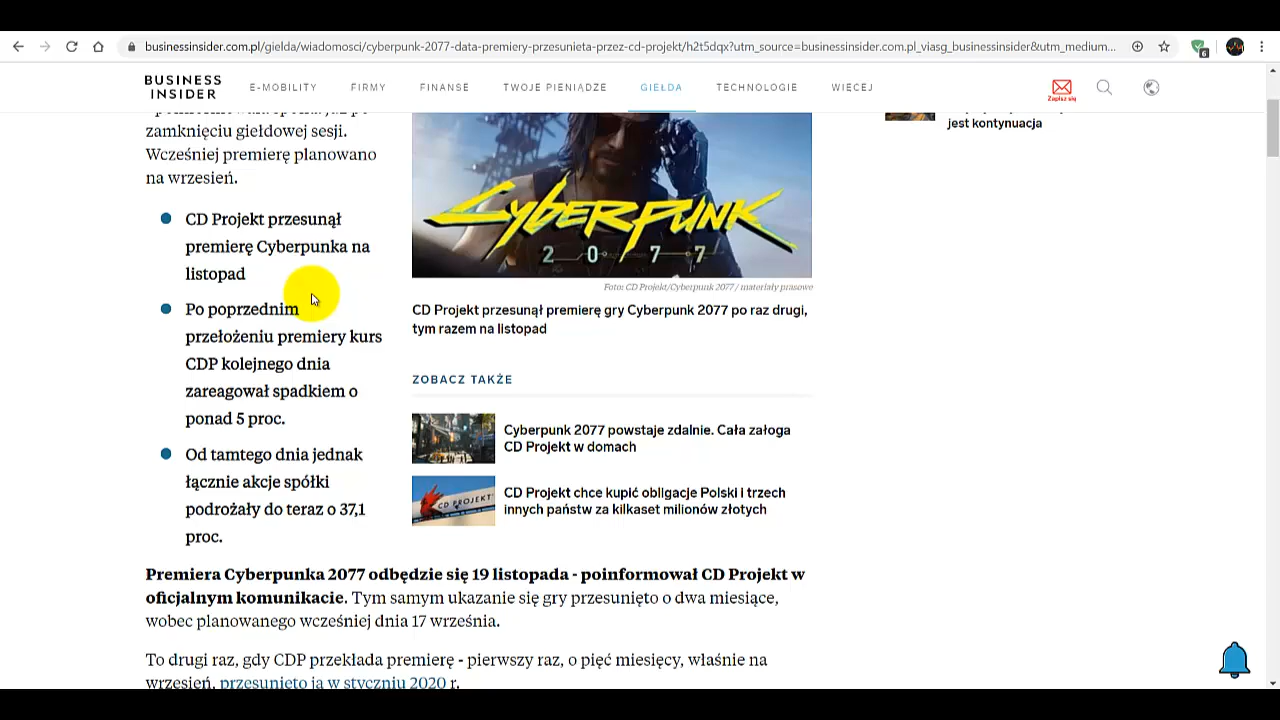 businessinsider.com.pl/gielda/wiadomosci/cyberpunk-2077-data-premiery-przesunieta-przez-cd-projekt/h2t5dqx?utm_source=businessinsider.com.pl_viasg_businessinsider&utm_medium...
6
BUSINESS
INSIDER
E-MOBILITY
FIRMY
FINANSE
TWOJE PIENIĄDZE
GIEŁDA
TECHNOLOGIE
WIĘCEJ
Zapisz się
zamknięciu giełdowej sesji.
Wcześniej premierę planowano
na wrzesień.
CD Projekt przesunął
premierę Cyberpunka na
listopad
Po poprzednim
przełożeniu premiery kurs
CDP kolejnego dnia
zareagował spadkiem o
ponad 5 proc.
Od tamtego dnia jednak
łącznie akcje spółki
podrożały do teraz o 37,1
proc.
CYBERPUNK
2077
Foto: CD Projekt/Cyberpunk 2077 / materiały prasowe
CD Projekt przesunął premierę gry Cyberpunk 2077 po raz drugi,
tym razem na listopad
ZOBACZ TAKŻE
Cyberpunk 2077 powstaje zdalnie. Cała załoga
CD Projekt w domach
CD PROJEKT
CD Projekt chce kupić obligacje Polski i trzech
innych państw za kilkaset milionów złotych
jest kontynuacja
Premiera Cyberpunka 2077 odbędzie się 19 listopada - poinformował CD Projekt w
oficjalnym komunikacie. Tym samym ukazanie się gry przesunięto o dwa miesiące,
wobec planowanego wcześniej dnia 17 września.
To drugi raz, gdy CDP przekłada premierę - pierwszy raz, o pięć miesięcy, właśnie na
wrzesień, przesunięto ją w styczniu 2020 r.